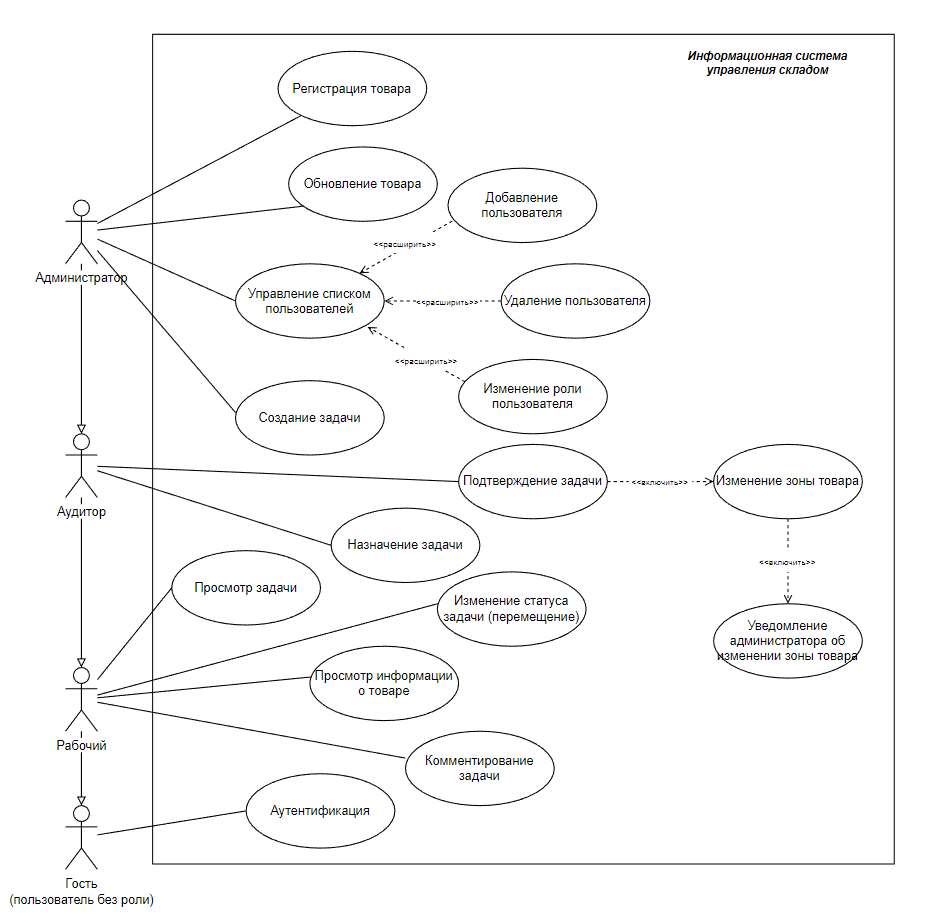 Информационная система
управления складом
Регистрация товара
Обновление товара
Добавление
пользователя
<<расширить>>
Администратор
Управление списком
пользователей
<<расширить>>
Удаление пользователя
<<расширить>>
Изменение роли
пользователя
Создание задачи
Подтверждение задачи
<<включить>>
Изменение зоны товара
Аудитор
Назначение задачи
<<включить>>
Просмотр задачи
Изменение статуса
задачи (перемещение)
Уведомление
администратора об
изменении зоны товара
Просмотр информации
о товаре
Рабочий
Комментирование
задачи
Аутентификация
Гость
(пользователь без роли)